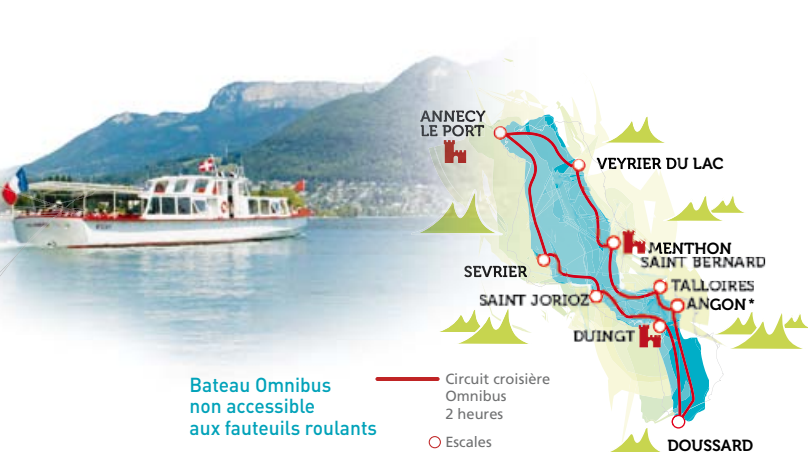 ANNECY
LE PORT
VEYRIER DU LAC
MENTHON
SAINT BERNARD
SEVRIER
TALLOIRES
SAINT JORIOZ
ANGON*
DUINGT
Bateau Omnibus
non accessible
aux fauteuils roulants
Circuit croisière
Omnibus
2 heures
Escales
DOUSSARD